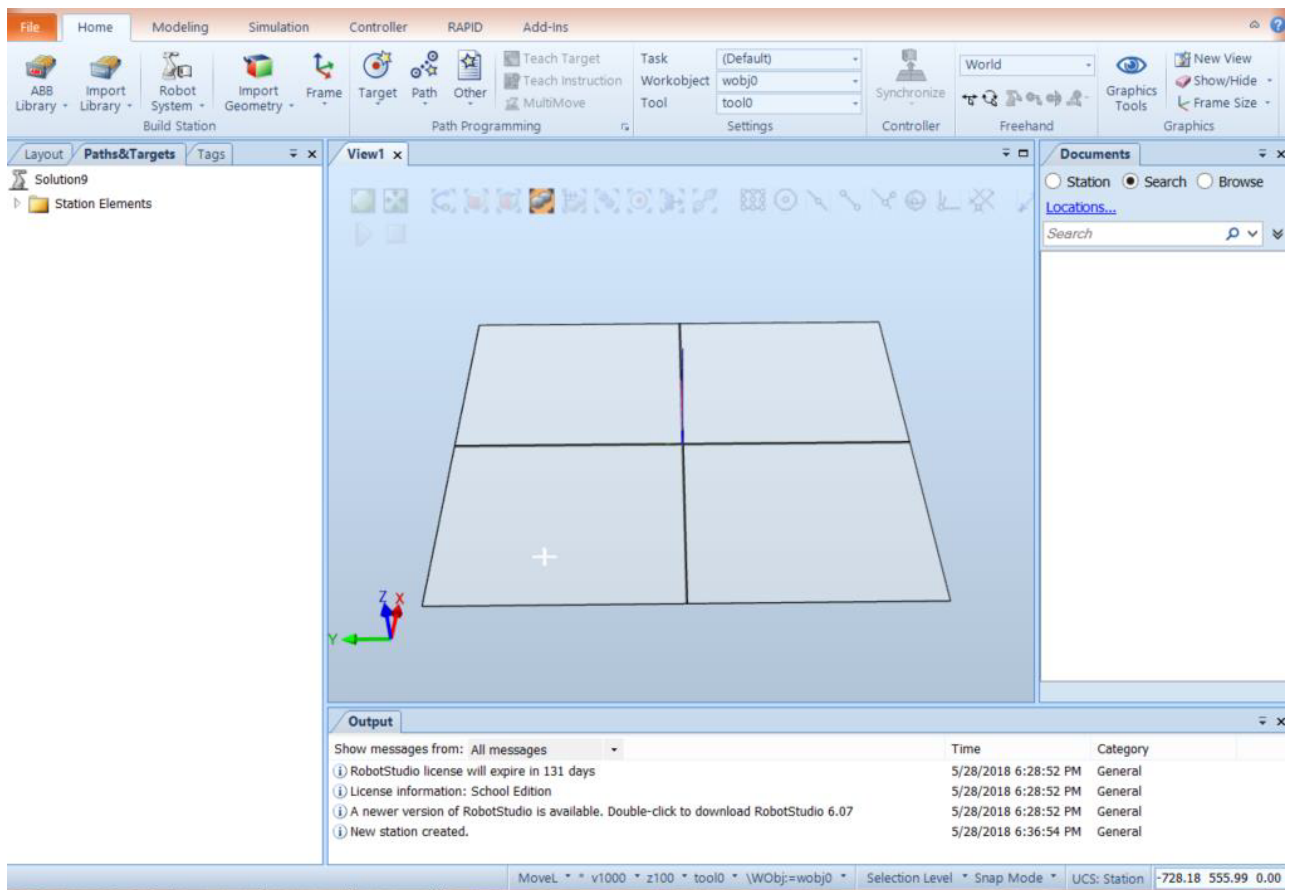 File Home Modeling Simulation Controller RAPID Add-Ins
ABB Library
Import Library
Robot System
Import Geometry
Frame
Build Station
Target
Path
Other
Teach Target
Teach Instruction
MultiMove
Path Programming
Task (Default)
Workobject wobj0
Tool tool0
Settings
Synchronize
Controller
World
Freehand
Graphics Tools
New View
Show/Hide
Frame Size
Graphics
Layout Paths&Targets Tags
Solution9
Station Elements
View1
Z X
Y
Documents
Station Search Browse
Locations...
Search
Output
Show messages from: All messages Time Category
RobotStudio license will expire in 131 days 5/28/2018 6:28:52 PM General
License information: School Edition 5/28/2018 6:28:52 PM General
A newer version of RobotStudio is available. Double-click to download RobotStudio 6.07 5/28/2018 6:28:52 PM General
New station created. 5/28/2018 6:36:54 PM General
MoveL * v1000 z100 tool0 \WObj:=wobj0 Selection Level Snap Mode UCS: Station -728.18 555.99 0.00